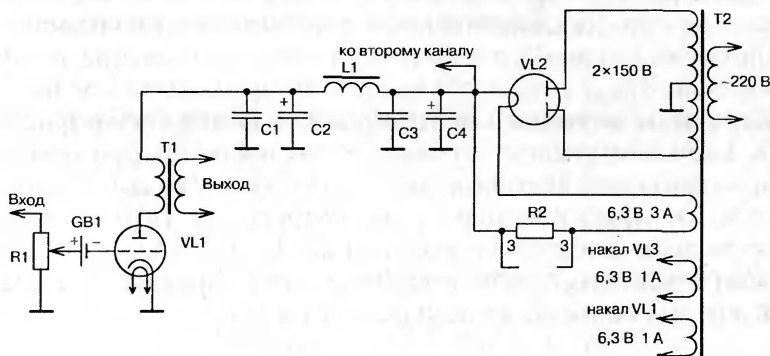 ко второму каналу
L1
VL2
T2
2×150 В
~220 В
C1
+
C2
C3
+
C4
T1
Выход
Вход
GB1
+
−
R1
VL1
6,3 В 3 А
R2
3
3
накал VL3
6,3 В 1 А
накал VL1
6,3 В 1 А